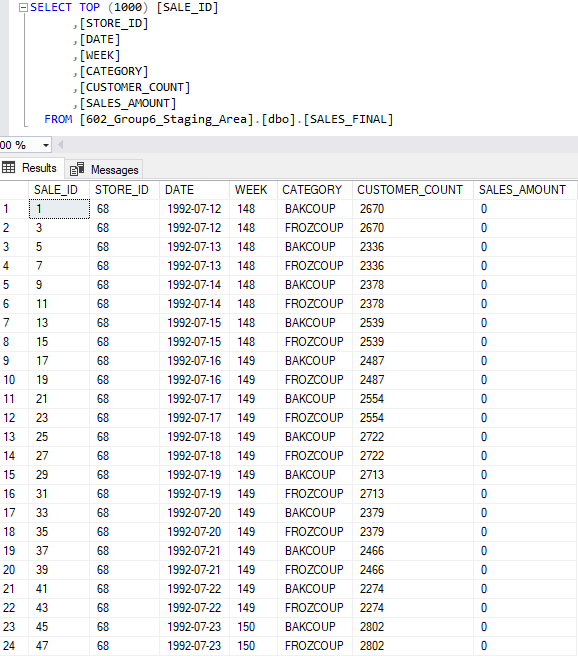 SELECT TOP (1000) [SALE_ID]
,[STORE_ID]
,[DATE]
,[WEEK]
,[CATEGORY]
,[CUSTOMER_COUNT]
,[SALES_AMOUNT]
FROM [602_Group6_Staging_Area].[dbo].[SALES_FINAL]
00 %
Results Messages
SALE_ID STORE_ID DATE WEEK CATEGORY CUSTOMER_COUNT SALES_AMOUNT
1 1 68 1992-07-12 148 BAKCOUP 2670 0
2 3 68 1992-07-12 148 FROZCOUP 2670 0
3 5 68 1992-07-13 148 BAKCOUP 2336 0
4 7 68 1992-07-13 148 FROZCOUP 2336 0
5 9 68 1992-07-14 148 BAKCOUP 2378 0
6 11 68 1992-07-14 148 FROZCOUP 2378 0
7 13 68 1992-07-15 148 BAKCOUP 2539 0
8 15 68 1992-07-15 148 FROZCOUP 2539 0
9 17 68 1992-07-16 149 BAKCOUP 2487 0
10 19 68 1992-07-16 149 FROZCOUP 2487 0
11 21 68 1992-07-17 149 BAKCOUP 2554 0
12 23 68 1992-07-17 149 FROZCOUP 2554 0
13 25 68 1992-07-18 149 BAKCOUP 2722 0
14 27 68 1992-07-18 149 FROZCOUP 2722 0
15 29 68 1992-07-19 149 BAKCOUP 2713 0
16 31 68 1992-07-19 149 FROZCOUP 2713 0
17 33 68 1992-07-20 149 BAKCOUP 2379 0
18 35 68 1992-07-20 149 FROZCOUP 2379 0
19 37 68 1992-07-21 149 BAKCOUP 2466 0
20 39 68 1992-07-21 149 FROZCOUP 2466 0
21 41 68 1992-07-22 149 BAKCOUP 2274 0
22 43 68 1992-07-22 149 FROZCOUP 2274 0
23 45 68 1992-07-23 150 BAKCOUP 2802 0
24 47 68 1992-07-23 150 FROZCOUP 2802 0